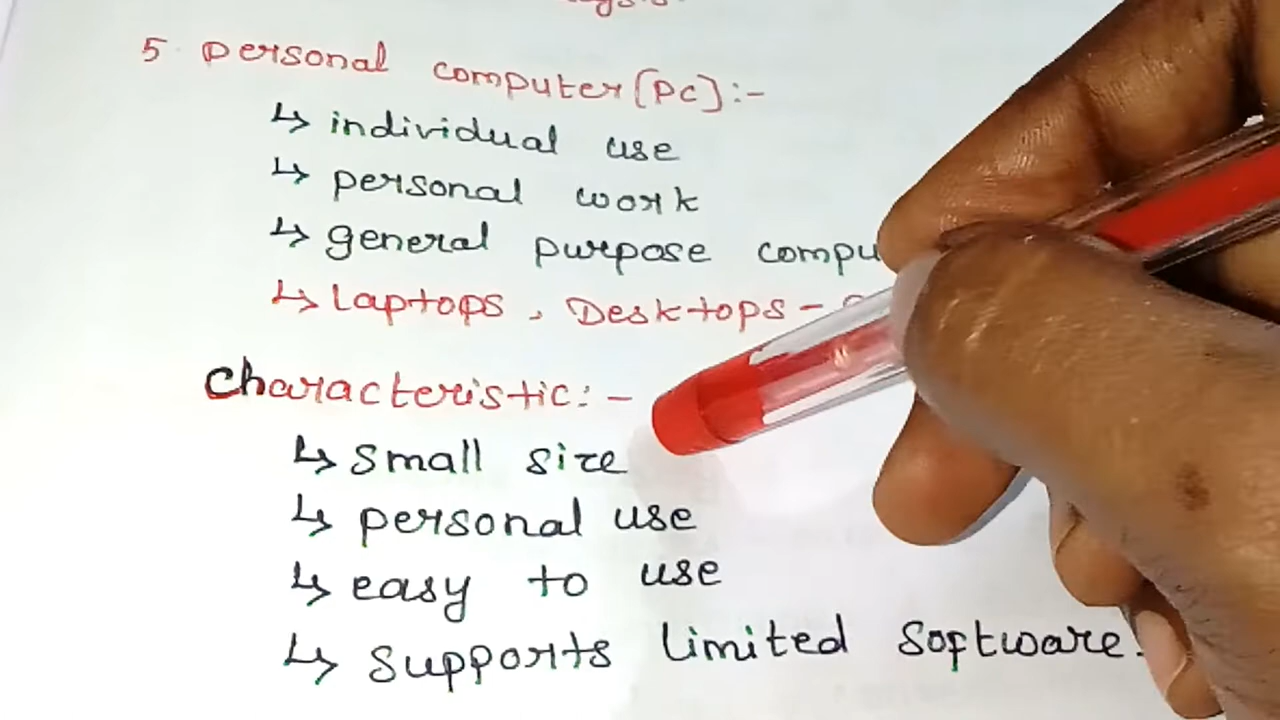 5 personal computer (PC):-
↳ individual use
↳ personal work
↳ general purpose
↳ Laptops, Desktops -
Characteristic:-
↳ small size
↳ personal use
↳ easy to use
↳ supports limited software.